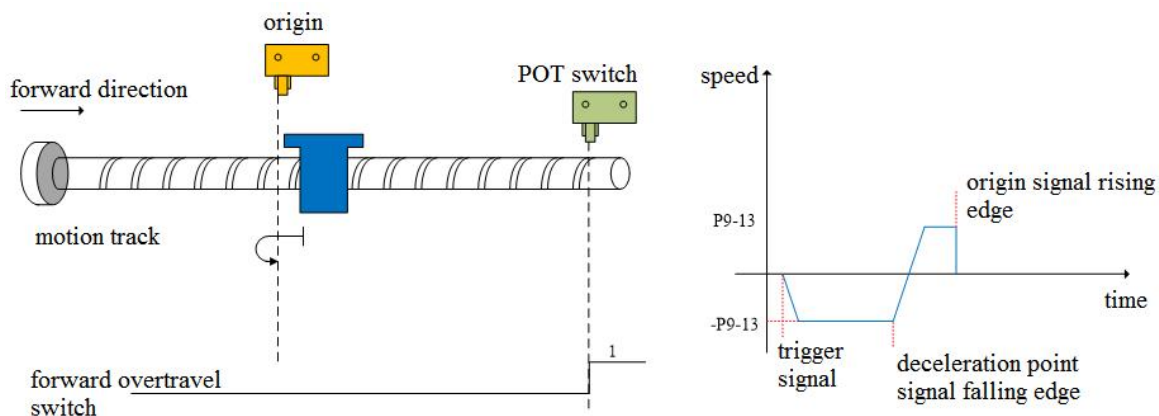 origin
POT switch
forward direction
motion track
forward overtravel
switch
1
speed
P9-13
-P9-13
origin signal rising
edge
time
trigger
signal
deceleration point
signal falling edge